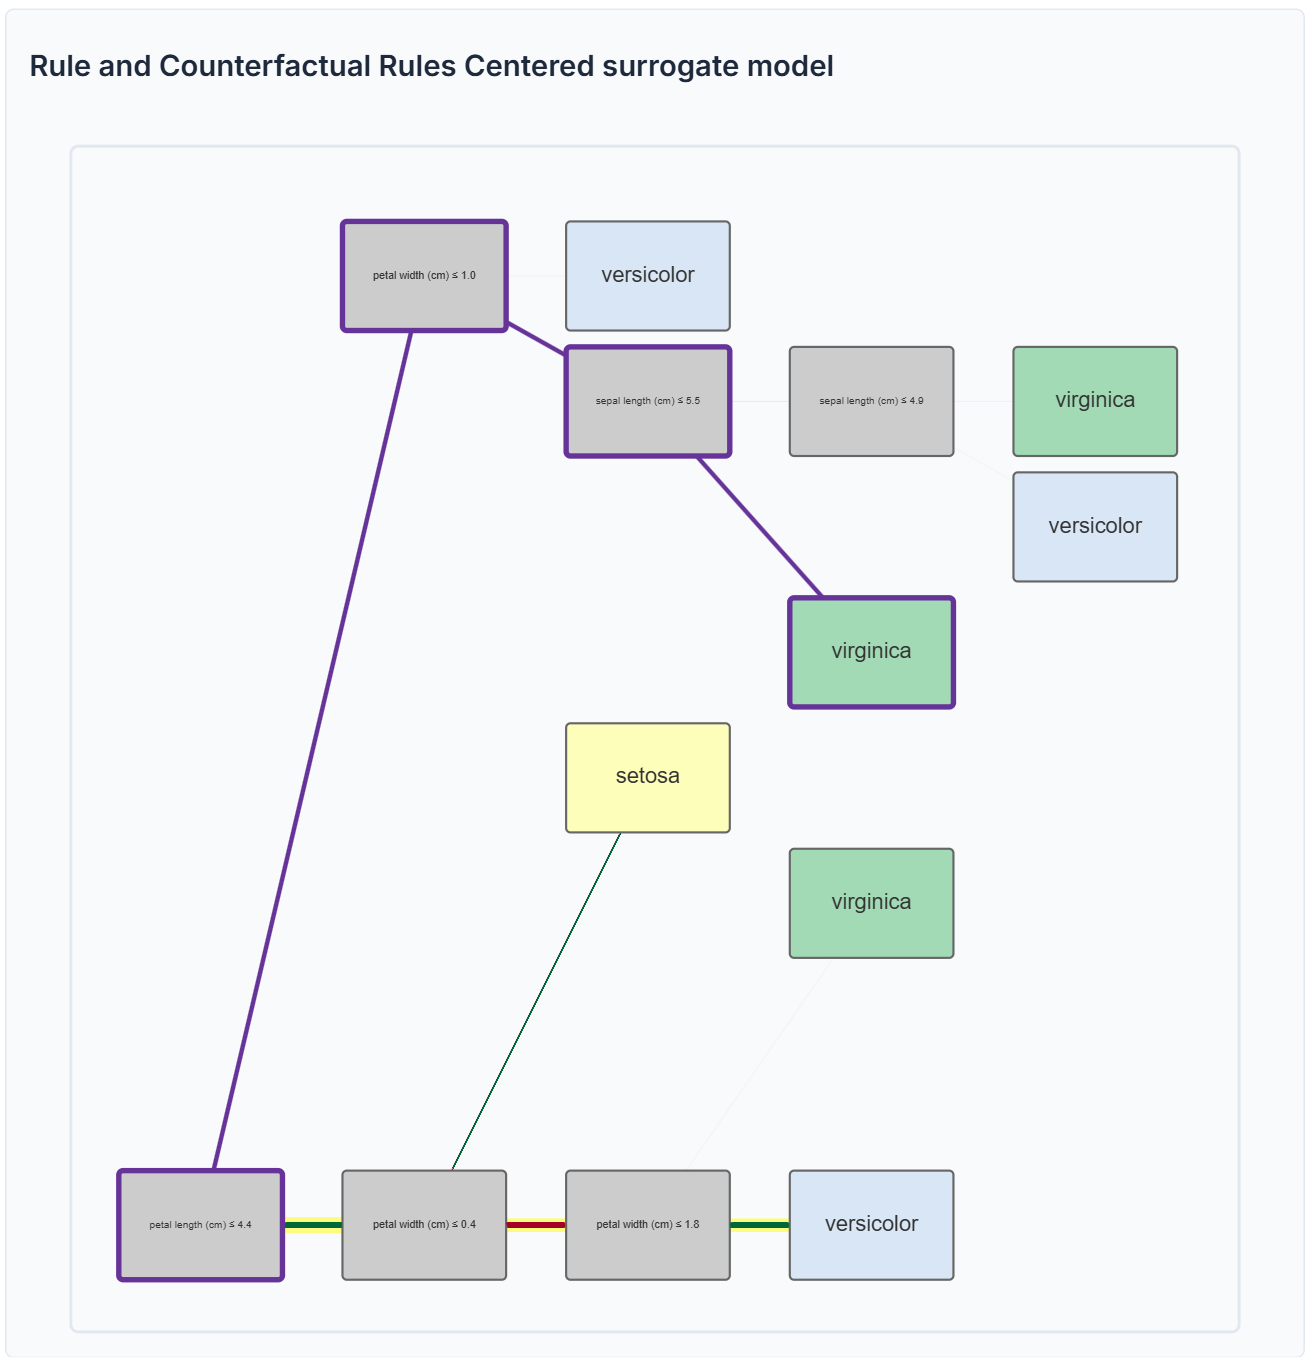 Rule and Counterfactual Rules Centered surrogate model
petal width (cm) ≤ 1.0
versicolor
sepal length (cm) ≤ 5.5
sepal length (cm) ≤ 4.9
virginica
versicolor
virginica
setosa
virginica
petal length (cm) ≤ 4.4
petal width (cm) ≤ 0.4
petal width (cm) ≤ 1.8
versicolor